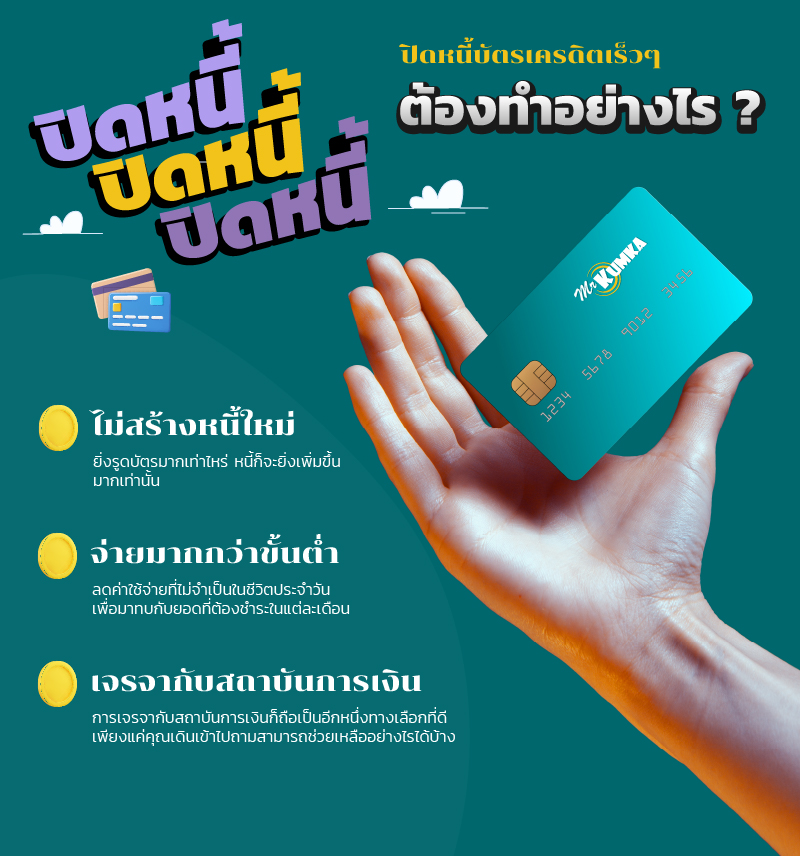 ปิดหนี้
ปิดหนี้
ปิดหนี้
ปิดหนี้บัตรเครดิตเร็วๆ
ต้องทำอย่างไร ?
Mr KUMKA
1234 5678 9012 3456
ไม่สร้างหนี้ใหม่
ยิ่งรูดบัตรมากเท่าไหร่ หนี้ก็จะยิ่งเพิ่มขึ้น
มากเท่านั้น
จ่ายมากกว่าขั้นต่ำ
ลดค่าใช้จ่ายที่ไม่จำเป็นในชีวิตประจำวัน
เพื่อมาทบกับยอดที่ต้องชำระในแต่ละเดือน
เจรจากับสถาบันการเงิน
การเจรจากับสถาบันการเงินก็ถือเป็นอีกหนึ่งทางเลือกที่ดี
เพียงแค่คุณเดินเข้าไปถามสามารถช่วยเหลืออย่างไรได้บ้าง